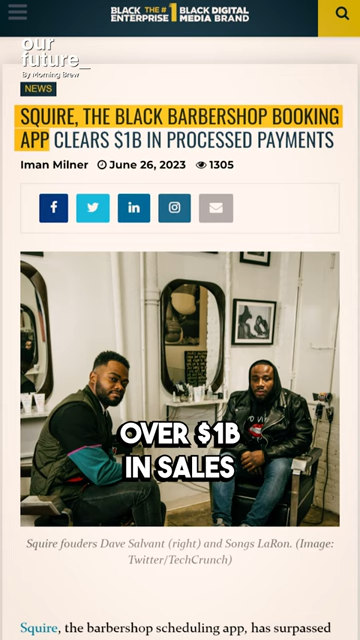 BLACK ENTERPRISE THE #1 BLACK DIGITAL MEDIA BRAND
our
future_
By Morning Brew
NEWS
SQUIRE, THE BLACK BARBERSHOP BOOKING
APP CLEARS $1B IN PROCESSED PAYMENTS
Iman Milner June 26, 2023 1305
OVER $1B
IN SALES
Squire fouders Dave Salvant (right) and Songs LaRon. (Image:
Twitter/TechCrunch)
Squire, the barbershop scheduling app, has surpassed